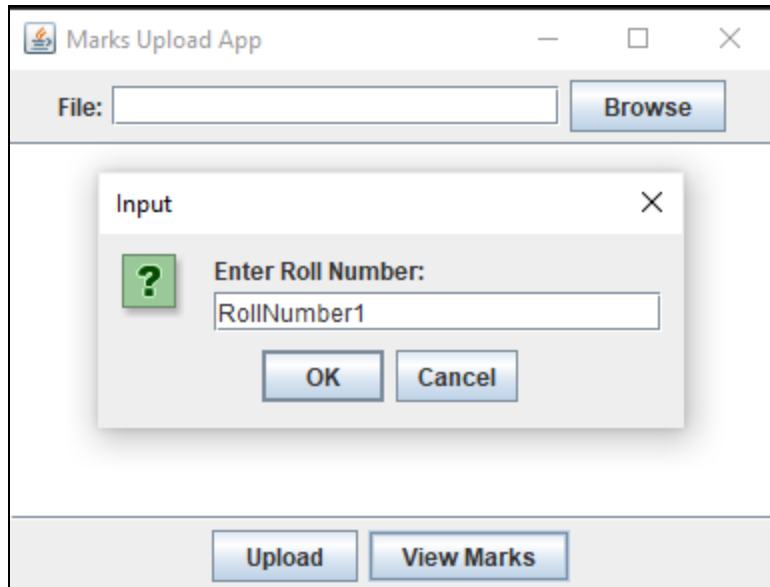 Marks Upload App
File: Browse
Input
Enter Roll Number:
RollNumber1
OK Cancel
Upload View Marks